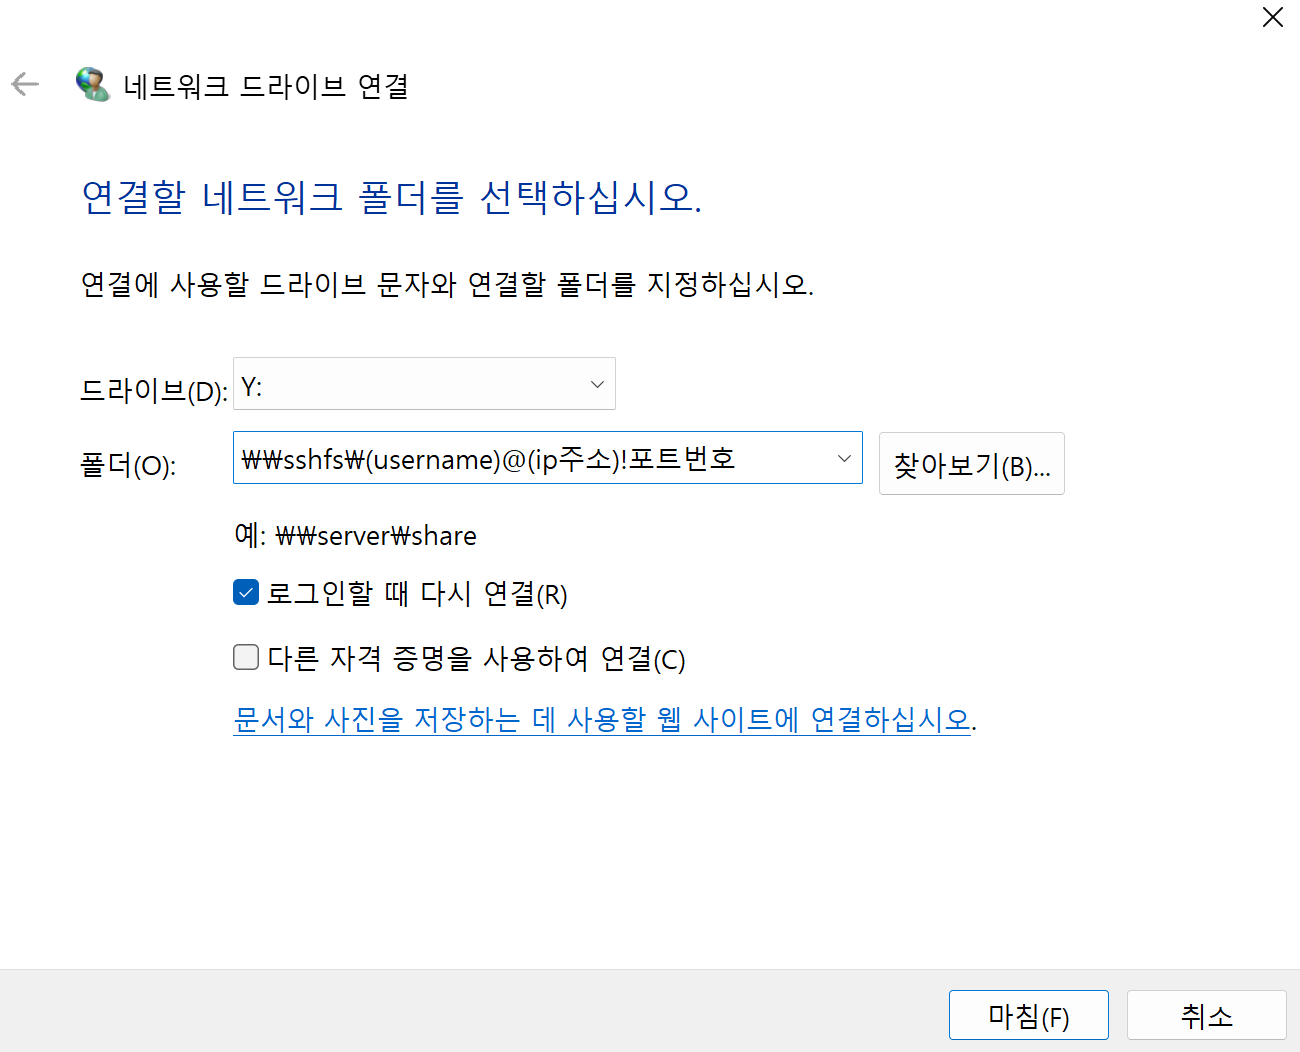 네트워크 드라이브 연결
연결할 네트워크 폴더를 선택하십시오.
연결에 사용할 드라이브 문자와 연결할 폴더를 지정하십시오.
드라이브(D): Y:
폴더(O): ₩₩sshfs₩(username)@(ip주소)!포트번호 찾아보기(B)...
예: ₩₩server₩share
로그인할 때 다시 연결(R)
다른 자격 증명을 사용하여 연결(C)
문서와 사진을 저장하는 데 사용할 웹 사이트에 연결하십시오.
마침(F) 취소